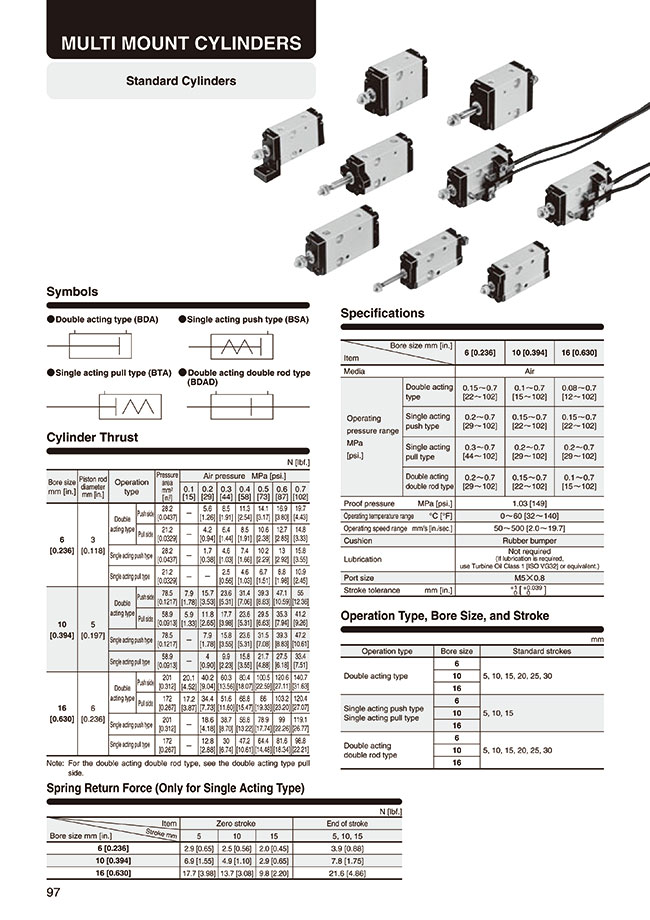 MULTI MOUNT CYLINDERS
Standard Cylinders
Symbols
●Double acting type (BDA) ●Single acting push type (BSA)
●Single acting pull type (BTA) ●Double acting double rod type
(BDAD)
Cylinder Thrust
N [lbf.]
Bore size mm [in.] Piston rod diameter mm [in.] Operation type Pressure area mm² [in²] Air pressure MPa [psi.]
0.1 [15] 0.2 [29] 0.3 [44] 0.4 [58] 0.5 [73] 0.6 [87] 0.7 [102]
6 [0.236] 3 [0.118] Double acting type Push side 28.2 [0.0437] — 5.6 [1.26] 8.5 [1.91] 11.3 [2.54] 14.1 [3.17] 16.9 [3.80] 19.7 [4.43]
Pull side 21.2 [0.0329] — 4.2 [0.94] 6.4 [1.44] 8.5 [1.91] 10.6 [2.38] 12.7 [2.85] 14.8 [3.33]
Single acting push type 28.2 [0.0437] — 1.7 [0.38] 4.6 [1.03] 7.4 [1.66] 10.2 [2.29] 13 [2.92] 15.8 [3.55]
Single acting pull type 21.2 [0.0329] — — 2.5 [0.56] 4.6 [1.03] 6.7 [1.51] 8.8 [1.98] 10.9 [2.45]
10 [0.394] 5 [0.197] Double acting type Push side 78.5 [0.1217] 7.9 [1.78] 15.7 [3.53] 23.6 [5.31] 31.4 [7.06] 39.3 [8.83] 47.1 [10.59] 55 [12.36]
Pull side 58.9 [0.0913] 5.9 [1.33] 11.8 [2.65] 17.7 [3.98] 23.6 [5.31] 29.5 [6.63] 35.3 [7.94] 41.2 [9.26]
Single acting push type 78.5 [0.1217] — 7.9 [1.78] 15.8 [3.55] 23.6 [5.31] 31.5 [7.08] 39.3 [8.83] 47.2 [10.61]
Single acting pull type 58.9 [0.0913] — 4 [0.90] 9.9 [2.23] 15.8 [3.55] 21.7 [4.88] 27.5 [6.18] 33.4 [7.51]
16 [0.630] 6 [0.236] Double acting type Push side 201 [0.312] 20.1 [4.52] 40.2 [9.04] 60.3 [13.56] 80.4 [18.07] 100.5 [22.59] 120.6 [27.11] 140.7 [31.63]
Pull side 172 [0.267] 17.2 [3.87] 34.4 [7.73] 51.6 [11.60] 68.8 [15.47] 86 [19.33] 103.2 [23.20] 120.4 [27.07]
Single acting push type 201 [0.312] — 18.6 [4.18] 38.7 [8.70] 58.8 [13.22] 78.9 [17.74] 99 [22.26] 119.1 [26.77]
Single acting pull type 172 [0.267] — 12.8 [2.88] 30 [6.74] 47.2 [10.61] 64.4 [14.48] 81.6 [18.34] 98.8 [22.21]
Note: For the double acting double rod type, see the double acting type pull
side.
Spring Return Force (Only for Single Acting Type)
N [lbf.]
Item Zero stroke End of stroke
Bore size mm [in.] Stroke mm 5 10 15 5, 10, 15
6 [0.236] 2.9 [0.65] 2.5 [0.56] 2.0 [0.45] 3.9 [0.88]
10 [0.394] 6.9 [1.55] 4.9 [1.10] 2.9 [0.65] 7.8 [1.75]
16 [0.630] 17.7 [3.98] 13.7 [3.08] 9.8 [2.20] 21.6 [4.86]
97
Specifications
Bore size mm [in.]
Item 6 [0.236] 10 [0.394] 16 [0.630]
Media Air
Operating pressure range MPa [psi.]
Double acting type 0.15～0.7 [22～102] 0.1～0.7 [15～102] 0.08～0.7 [12～102]
Single acting push type 0.2～0.7 [29～102] 0.15～0.7 [22～102] 0.15～0.7 [22～102]
Single acting pull type 0.3～0.7 [44～102] 0.2～0.7 [29～102] 0.2～0.7 [29～102]
Double acting double rod type 0.2～0.7 [29～102] 0.15～0.7 [22～102] 0.1～0.7 [15～102]
Proof pressure MPa [psi.] 1.03 [149]
Operating temperature range °C [°F] 0～60 [32～140]
Operating speed range mm/s [in./sec.] 50～500 [2.0～19.7]
Cushion Rubber bumper
Lubrication Not required
(If lubrication is required,
use Turbine Oil Class 1 [ISO VG32] or equivalent.)
Port size M5×0.8
Stroke tolerance mm [in.] +1 0 [+0.039 0]
Operation Type, Bore Size, and Stroke
mm
Operation type Bore size Standard strokes
Double acting type 6 10 16 5, 10, 15, 20, 25, 30
Single acting push type
Single acting pull type 6 10 16 5, 10, 15
Double acting
double rod type 6 10 16 5, 10, 15, 20, 25, 30